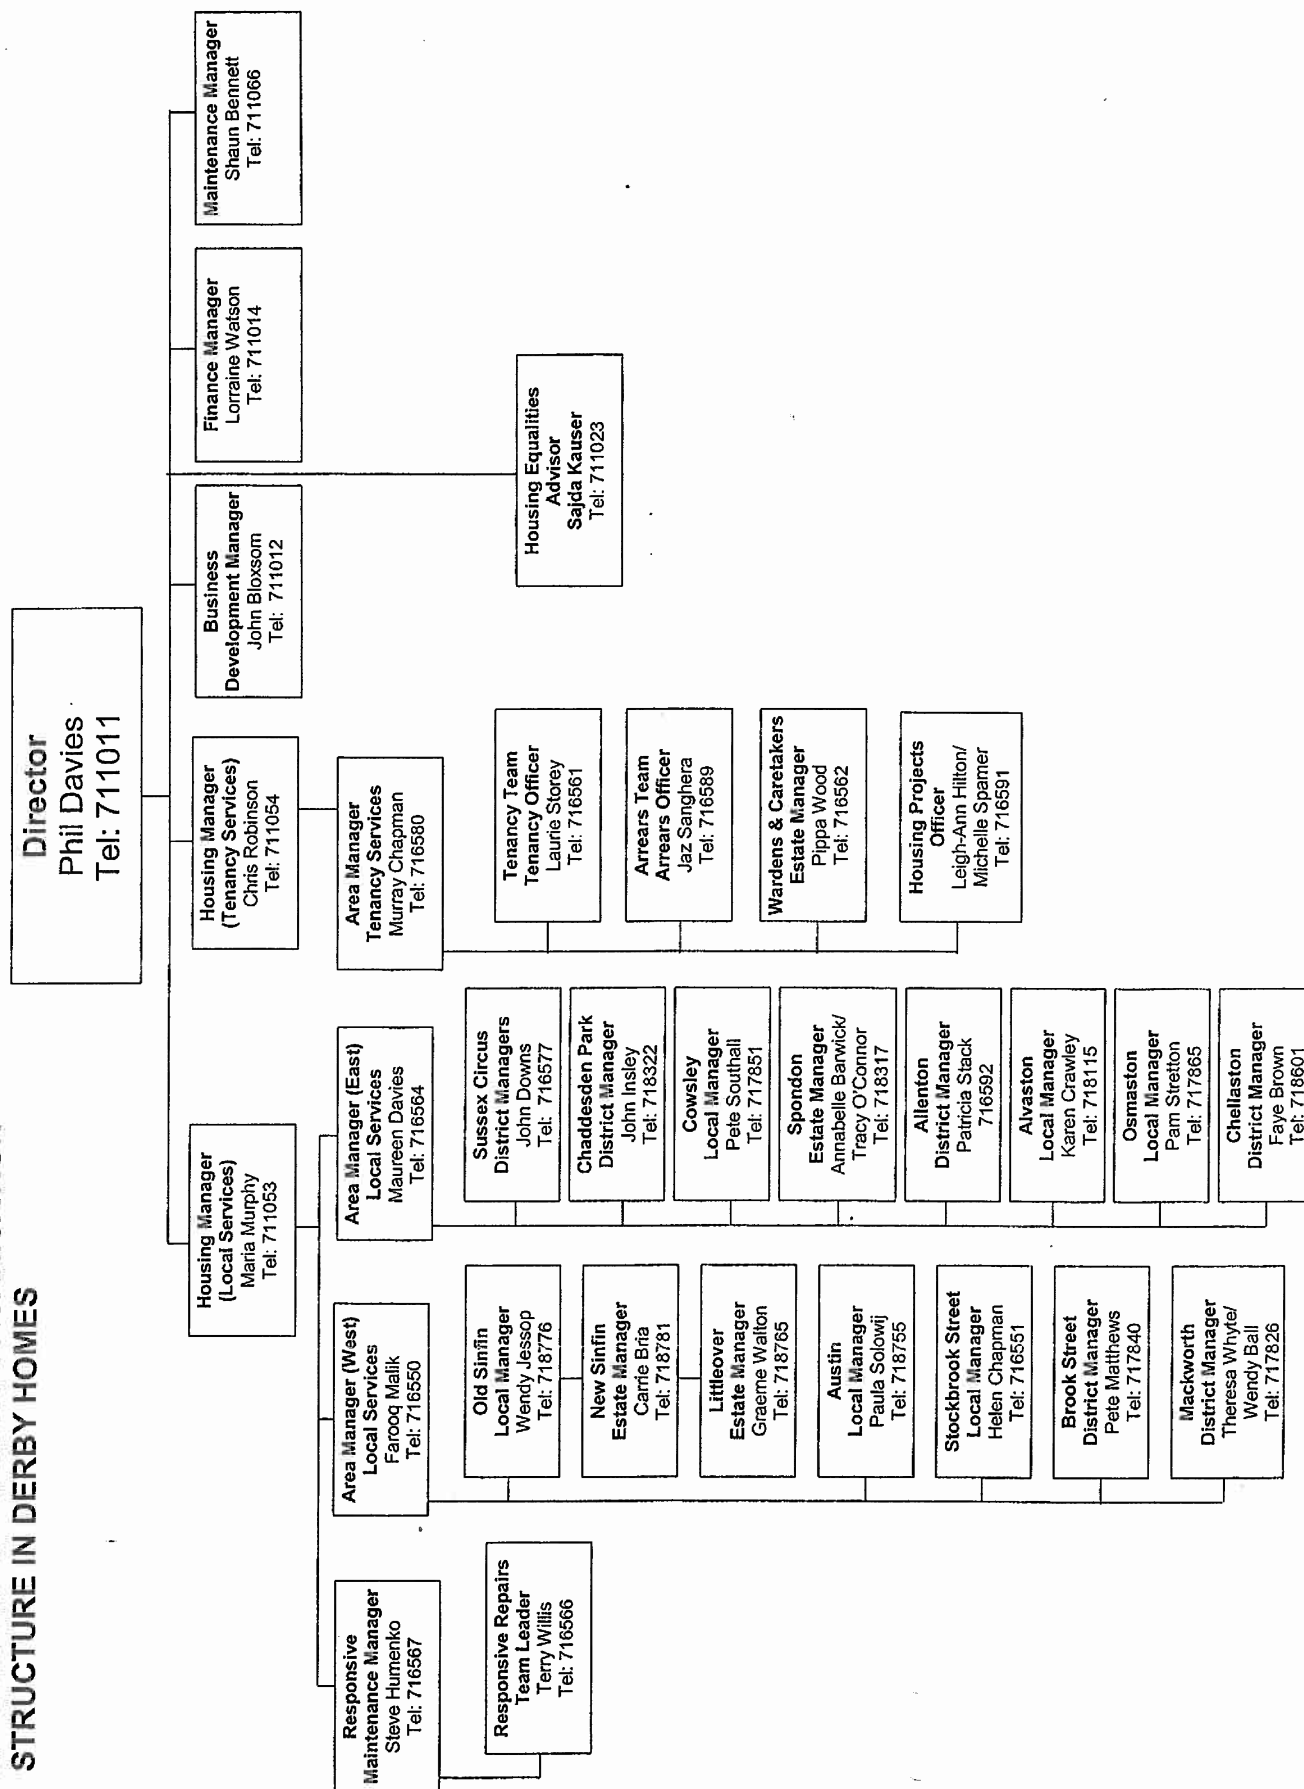 STRUCTURE IN DERBY HOMES
Director
Phil Davies
Tel: 711011
Housing Manager
(Local Services)
Maria Murphy
Tel: 711053
Housing Manager
(Tenancy Services)
Chris Robinson
Tel: 711054
Business
Development Manager
John Bloxsom
Tel: 711012
Finance Manager
Lorraine Watson
Tel: 711014
Maintenance Manager
Shaun Bennett
Tel: 711066
Housing Equalities
Advisor
Sajda Kauser
Tel: 711023
Responsive
Maintenance Manager
Steve Humenko
Tel: 716567
Responsive Repairs
Team Leader
Terry Willis
Tel: 716566
Area Manager (West)
Local Services
Farooq Malik
Tel: 716550
Old Sinfin
Local Manager
Wendy Jessop
Tel: 718776
New Sinfin
Estate Manager
Carrie Bria
Tel: 718781
Littleover
Estate Manager
Graeme Walton
Tel: 718765
Austin
Local Manager
Paula Solowij
Tel: 718755
Stockbrook Street
Local Manager
Helen Chapman
Tel: 716551
Brook Street
District Manager
Pete Matthews
Tel: 717840
Mackworth
District Manager
Theresa Whyte/
Wendy Ball
Tel: 717826
Area Manager (East)
Local Services
Maureen Davies
Tel: 716564
Sussex Circus
District Managers
John Downs
Tel: 716577
Chaddesden Park
District Manager
John Insley
Tel: 718322
Cowsley
Local Manager
Pete Southall
Tel: 717851
Spondon
Estate Manager
Annabelle Barwick/
Tracy O'Connor
Tel: 718317
Allenton
District Manager
Patricia Stack
716592
Alvaston
Local Manager
Karen Crawley
Tel: 718115
Osmaston
Local Manager
Pam Stretton
Tel: 717865
Chellaston
District Manager
Faye Brown
Tel: 718601
Area Manager
Tenancy Services
Murray Chapman
Tel: 716580
Tenancy Team
Tenancy Officer
Laurie Storey
Tel: 716561
Arrears Team
Arrears Officer
Jaz Sanghera
Tel: 716589
Wardens & Caretakers
Estate Manager
Pippa Wood
Tel: 716562
Housing Projects
Officer
Leigh-Ann Hilton/
Michelle Spamer
Tel: 716591